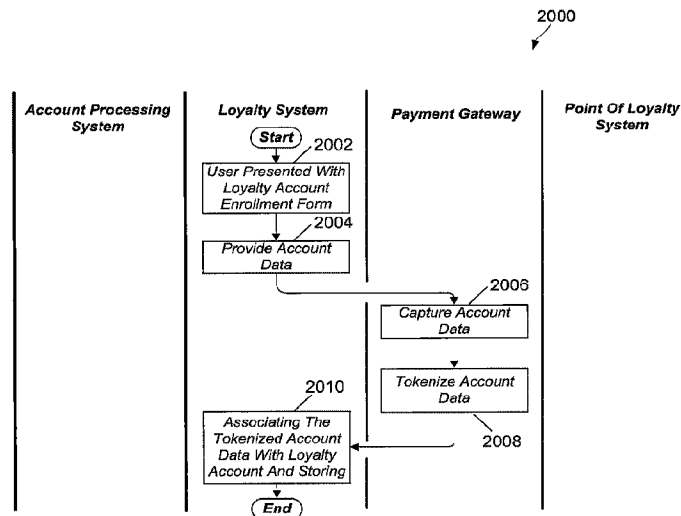 2000
Account Processing
System
Loyalty System
Payment Gateway
Point Of Loyalty
System
Start
2002
User Presented With
Loyalty Account
Enrollment Form
2004
Provide Account
Data
2006
Capture Account
Data
Tokenize Account
Data
2008
2010
Associating The
Tokenized Account
Data With Loyalty
Account And Storing
End